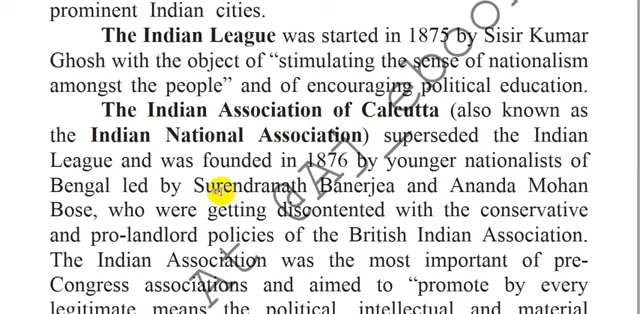 prominent Indian cities.
The Indian League was started in 1875 by Sisir Kumar
Ghosh with the object of “stimulating the sense of nationalism
amongst the people” and of encouraging political education.
The Indian Association of Calcutta (also known as
the Indian National Association) superseded the Indian
League and was founded in 1876 by younger nationalists of
Bengal led by Surendranath Banerjea and Ananda Mohan
Bose, who were getting discontented with the conservative
and pro-landlord policies of the British Indian Association.
The Indian Association was the most important of pre-
Congress associations and aimed to “promote by every
legitimate means the political, intellectual and material